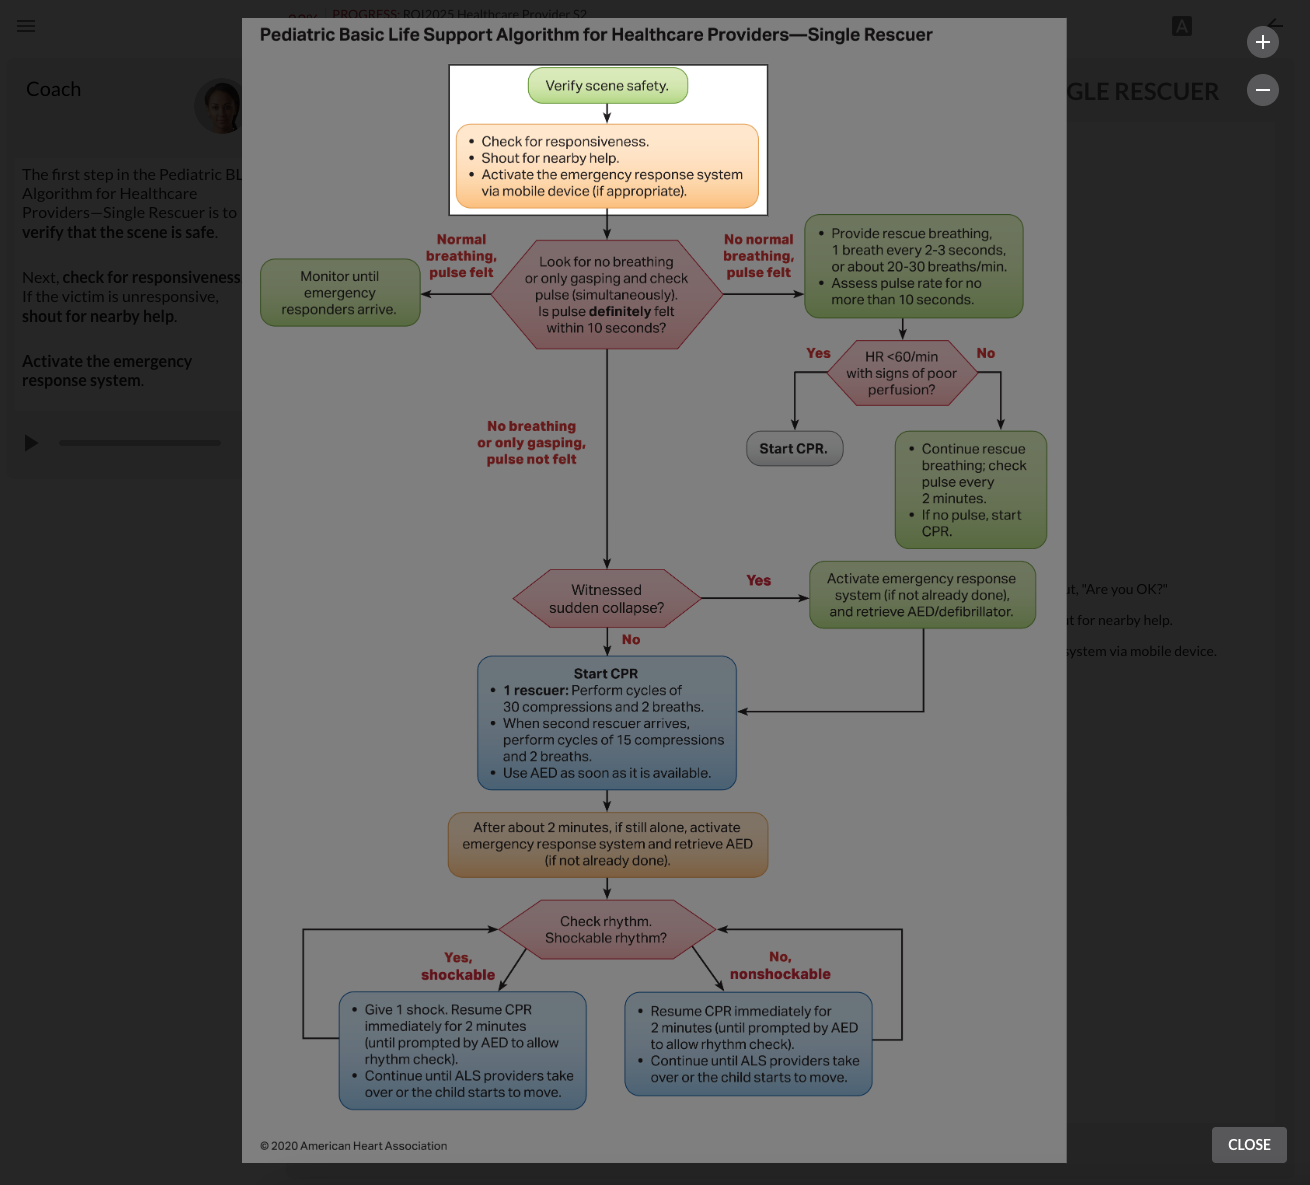 PROGRESS: RQI2025 Healthcare Provider S2
A
Coach
The first step in the Pediatric BL
Algorithm for Healthcare
Providers—Single Rescuer is to
verify that the scene is safe.
Next, check for responsiveness
If the victim is unresponsive,
shout for nearby help.
Activate the emergency
response system.
Pediatric Basic Life Support Algorithm for Healthcare Providers—Single Rescuer
Verify scene safety.
• Check for responsiveness.
• Shout for nearby help.
• Activate the emergency response system
via mobile device (if appropriate).
Normal
breathing,
pulse felt
No normal
breathing,
pulse felt
Monitor until
emergency
responders arrive.
Look for no breathing
or only gasping and check
pulse (simultaneously).
Is pulse definitely felt
within 10 seconds?
• Provide rescue breathing,
1 breath every 2-3 seconds,
or about 20-30 breaths/min.
• Assess pulse rate for no
more than 10 seconds.
Yes
HR <60/min
with signs of poor
perfusion?
No
Start CPR.
• Continue rescue
breathing; check
pulse every
2 minutes.
• If no pulse, start
CPR.
No breathing
or only gasping,
pulse not felt
Witnessed
sudden collapse?
Yes
Activate emergency response
system (if not already done),
and retrieve AED/defibrillator.
No
Start CPR
• 1 rescuer: Perform cycles of
30 compressions and 2 breaths.
• When second rescuer arrives,
perform cycles of 15 compressions
and 2 breaths.
• Use AED as soon as it is available.
After about 2 minutes, if still alone, activate
emergency response system and retrieve AED
(if not already done).
Check rhythm.
Shockable rhythm?
Yes,
shockable
No,
nonshockable
• Give 1 shock. Resume CPR
immediately for 2 minutes
(until prompted by AED to allow
rhythm check).
• Continue until ALS providers take
over or the child starts to move.
• Resume CPR immediately for
2 minutes (until prompted by AED
to allow rhythm check).
• Continue until ALS providers take
over or the child starts to move.
© 2020 American Heart Association
GLE RESCUER
ut, "Are you OK?"
ut for nearby help.
system via mobile device.
CLOSE